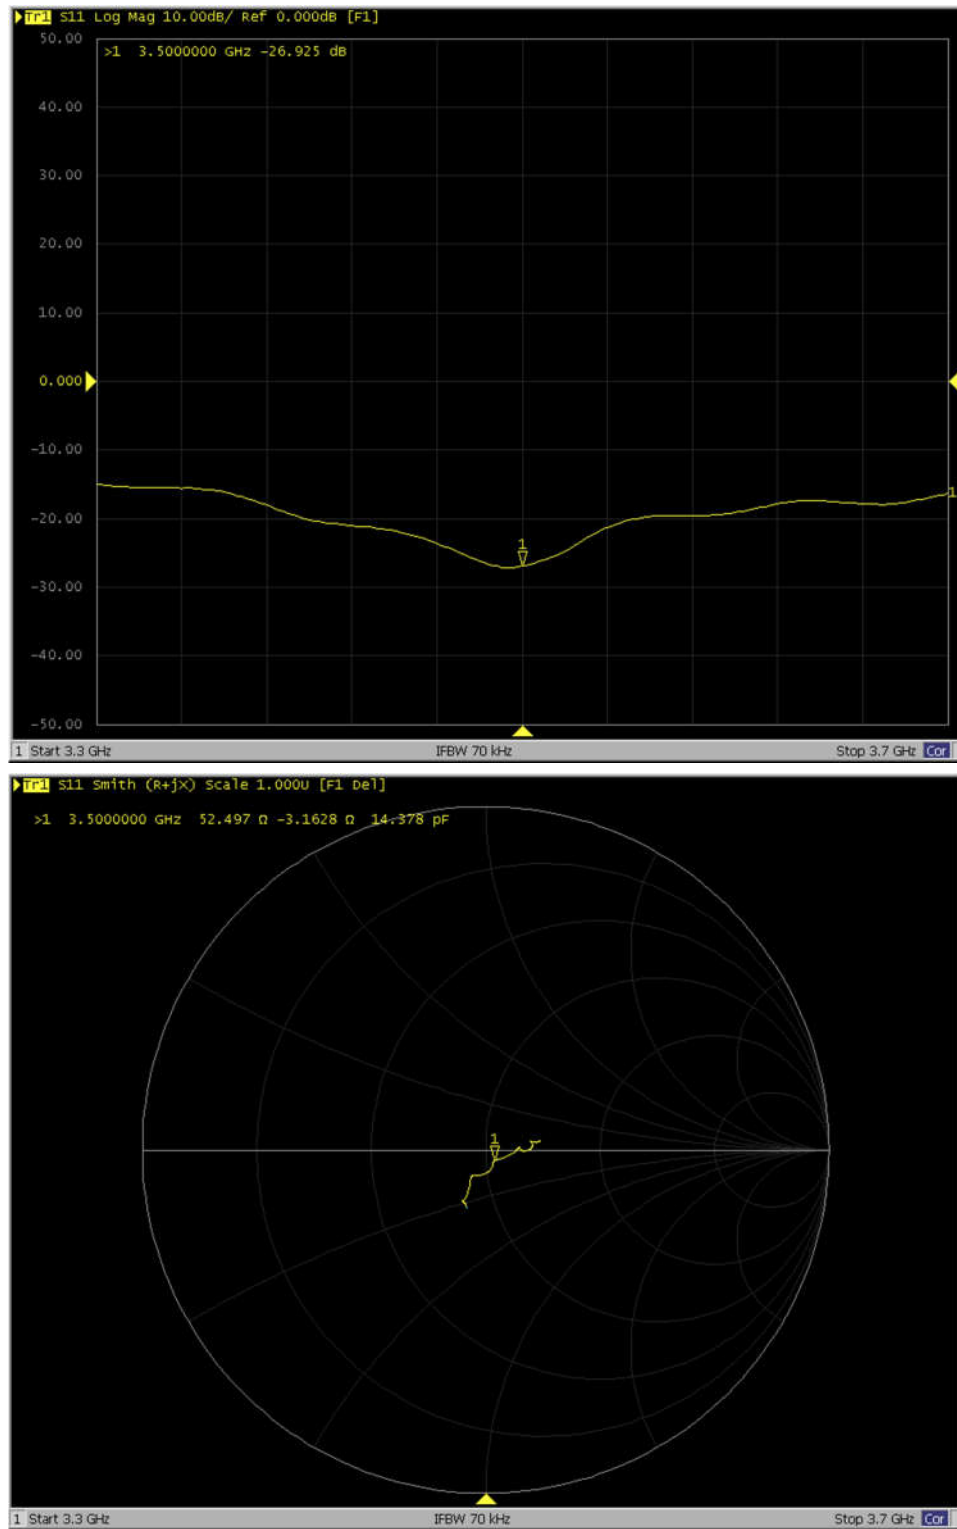 Tr1 S11 Log Mag 10.00dB/ Ref 0.000dB [F1]
50.00
>1 3.5000000 GHz -26.925 dB
40.00
30.00
20.00
10.00
0.000
-10.00
-20.00
1
1
-30.00
-40.00
-50.00
1 Start 3.3 GHz IFBW 70 kHz Stop 3.7 GHz Cor
Tr1 S11 Smith (R+jX) Scale 1.000U [F1 Del]
>1 3.5000000 GHz 52.497 Ω -3.1628 Ω 14.378 pF
1
1 Start 3.3 GHz IFBW 70 kHz Stop 3.7 GHz Cor